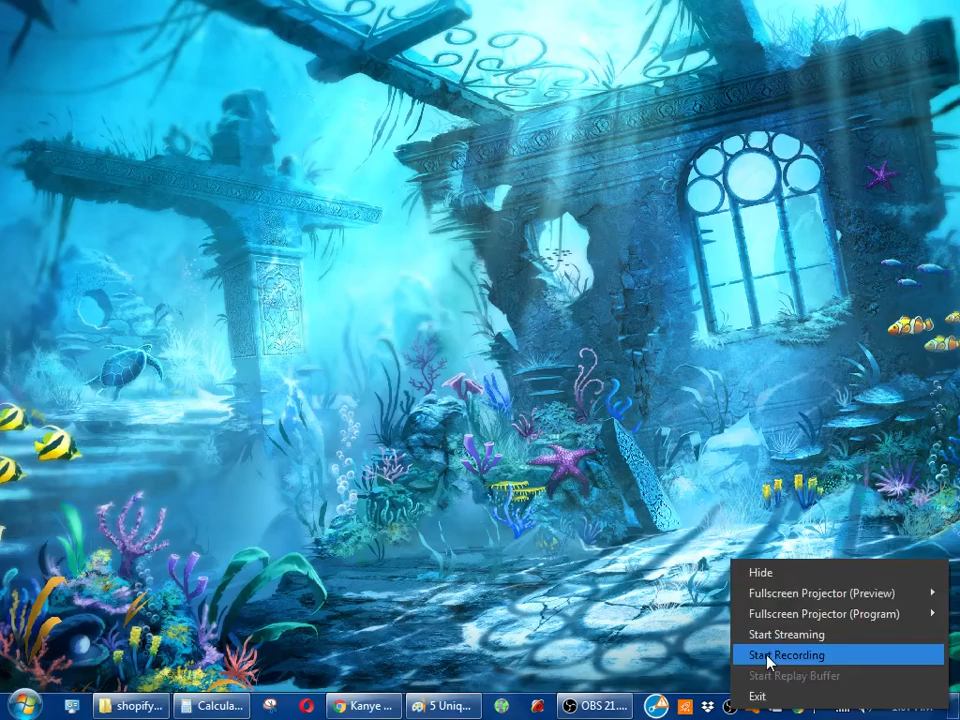 Hide
Fullscreen Projector (Preview)
Fullscreen Projector (Program)
Start Streaming
Start Recording
Start Replay Buffer
Exit
shopify...
Calcula...
Kanye ...
5 Uniq...
OBS 21....